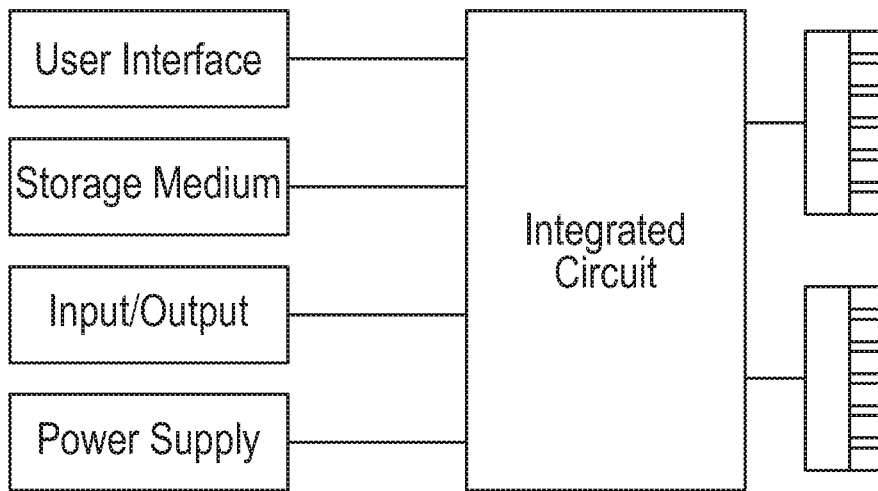 User Interface
Storage Medium
Input/Output
Power Supply
Integrated
Circuit